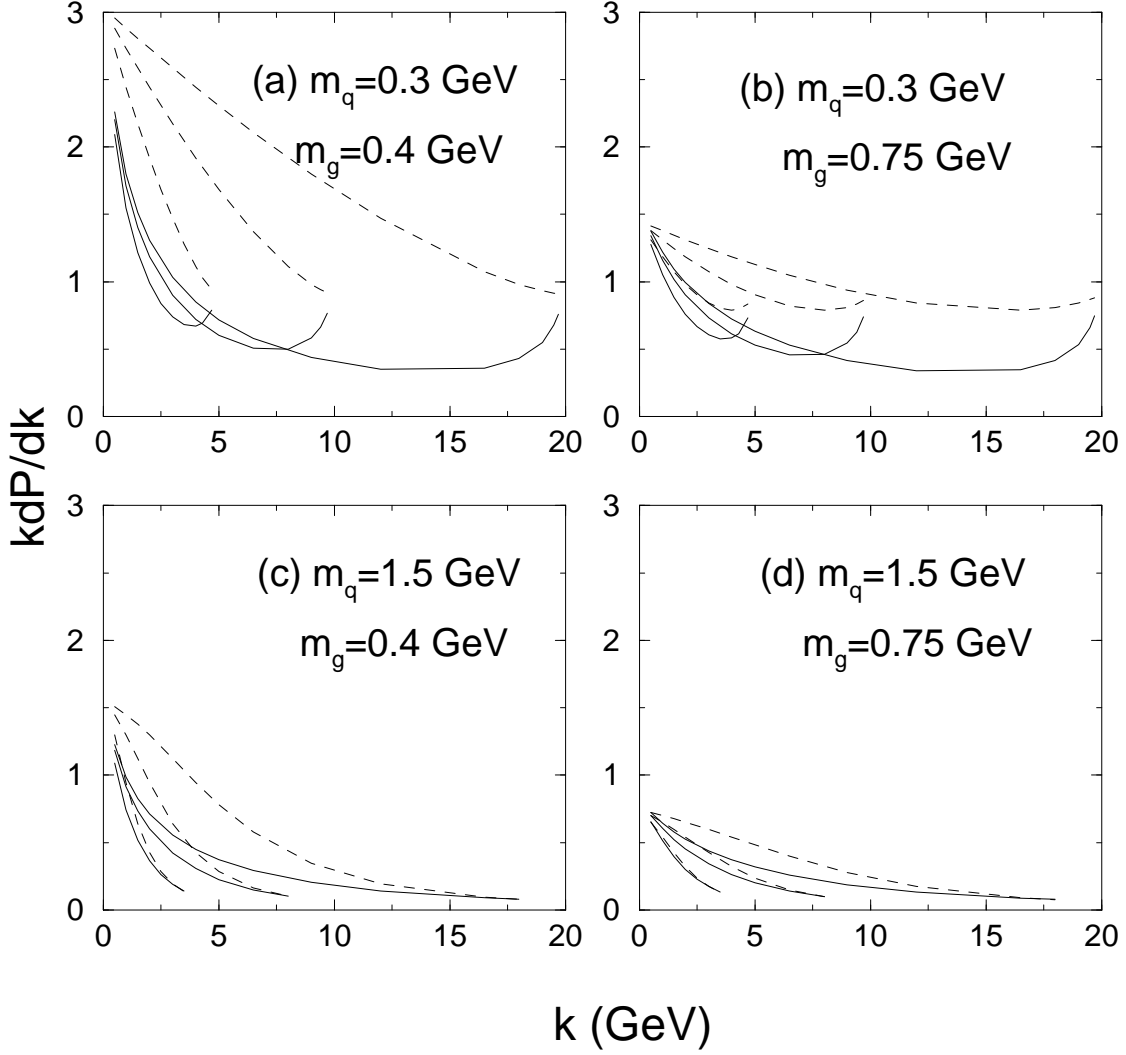 3
2
1
0
0 5 10 15 20
(a) m_q=0.3 GeV
m_g=0.4 GeV
3
2
1
0
0 5 10 15 20
(b) m_q=0.3 GeV
m_g=0.75 GeV
kdP/dk
3
2
1
0
0 5 10 15 20
(c) m_q=1.5 GeV
m_g=0.4 GeV
3
2
1
0
0 5 10 15 20
(d) m_q=1.5 GeV
m_g=0.75 GeV
k (GeV)